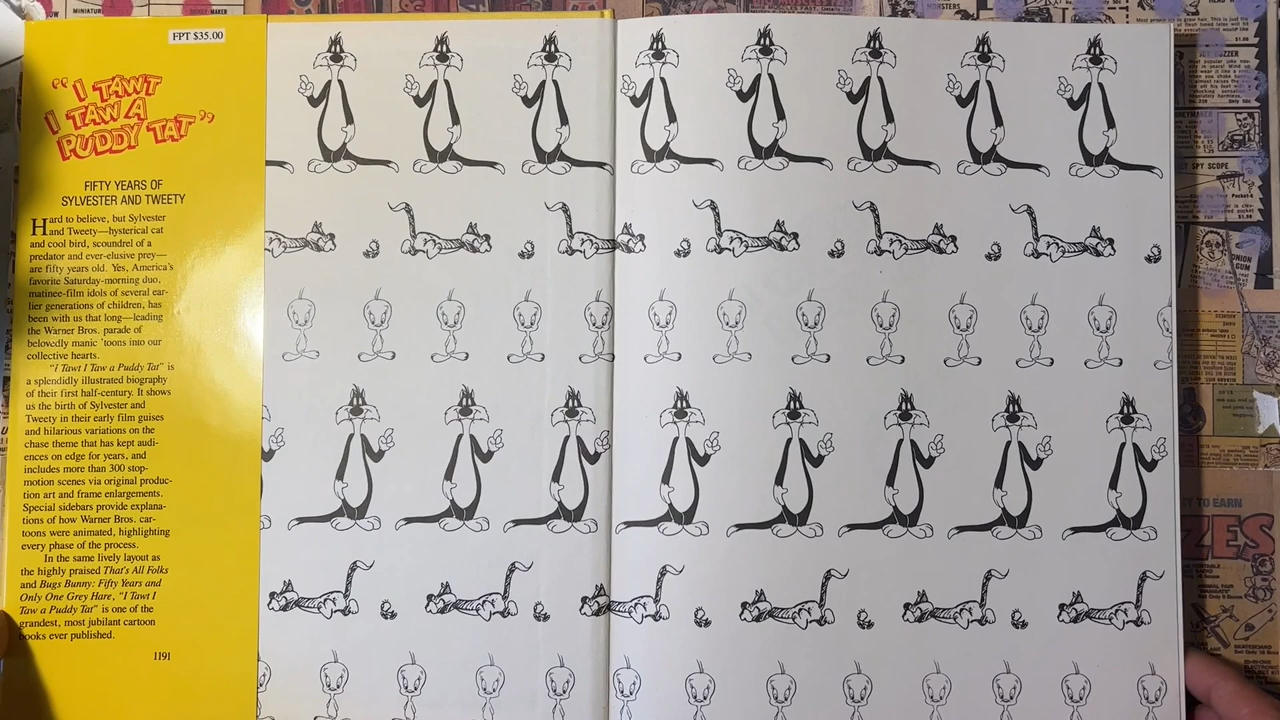 FPT $35.00
"I TAWT
I TAW A
PUDDY TAT"
FIFTY YEARS OF
SYLVESTER AND TWEETY
Hard to believe, but Sylvester
and Tweety—hysterical cat
and cool bird, scoundrel of a
predator and ever-elusive prey—
are fifty years old. Yes, America's
favorite Saturday-morning duo,
matinee-film idols of several ear-
lier generations of children, has
been with us that long—leading
the Warner Bros. parade of
belovedly manic 'toons into our
collective hearts.
"I Tawt I Taw a Puddy Tat" is
a splendidly illustrated biography
of their first half-century. It shows
us the birth of Sylvester and
Tweety in their early film guises
and hilarious variations on the
chase theme that has kept audi-
ences on edge for years, and
includes more than 300 stop-
motion scenes via original produc-
tion art and frame enlargements.
Special sidebars provide explana-
tions of how Warner Bros. car-
toons were animated, highlighting
every phase of the process.
In the same lively layout as
the highly praised That's All Folks
and Bugs Bunny: Fifty Years and
Only One Grey Hare, "I Tawt I
Taw a Puddy Tat" is one of the
grandest, most jubilant cartoon
books ever published.
1191
MONSTERS
SPY SCOPE
ONION
GUM
TO EARN